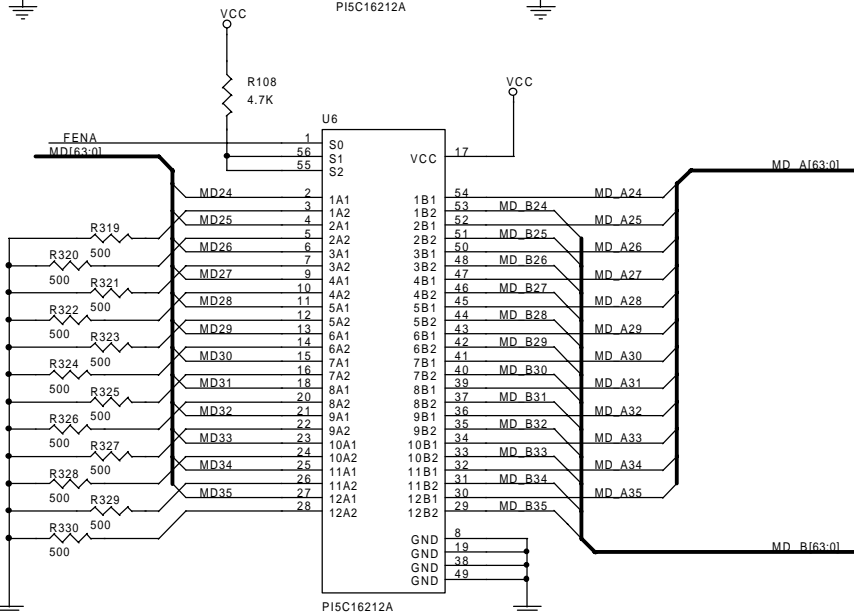 PI5C16212A
VCC
R108
4.7K
VCC
U6
FENA 1 S0
MD[63:0] 56 S1 VCC 17
55 S2 MD_A[63:0]
MD24 2 1A1 1B1 54 MD_A24
3 1A2 1B2 53 MD_B24
MD25 4 2A1 2B1 52 MD_A25
R319 500 5 2A2 2B2 51 MD_B25
MD26 6 3A1 3B1 50 MD_A26
R320 500 7 3A2 3B2 48 MD_B26
MD27 9 4A1 4B1 47 MD_A27
R321 500 10 4A2 4B2 46 MD_B27
MD28 11 5A1 5B1 45 MD_A28
R322 500 12 5A2 5B2 44 MD_B28
MD29 13 6A1 6B1 43 MD_A29
R323 500 14 6A2 6B2 42 MD_B29
MD30 15 7A1 7B1 41 MD_A30
R324 500 16 7A2 7B2 40 MD_B30
MD31 18 8A1 8B1 39 MD_A31
R325 500 20 8A2 8B2 37 MD_B31
MD32 21 9A1 9B1 36 MD_A32
R326 500 22 9A2 9B2 35 MD_B32
MD33 23 10A1 10B1 34 MD_A33
R327 500 24 10A2 10B2 33 MD_B33
MD34 25 11A1 11B1 32 MD_A34
R328 500 26 11A2 11B2 31 MD_B34
MD35 27 12A1 12B1 30 MD_A35
R329 500 28 12A2 12B2 29 MD_B35
R330 500 GND 8
GND 19 MD_B[63:0]
GND 38
GND 49
PI5C16212A